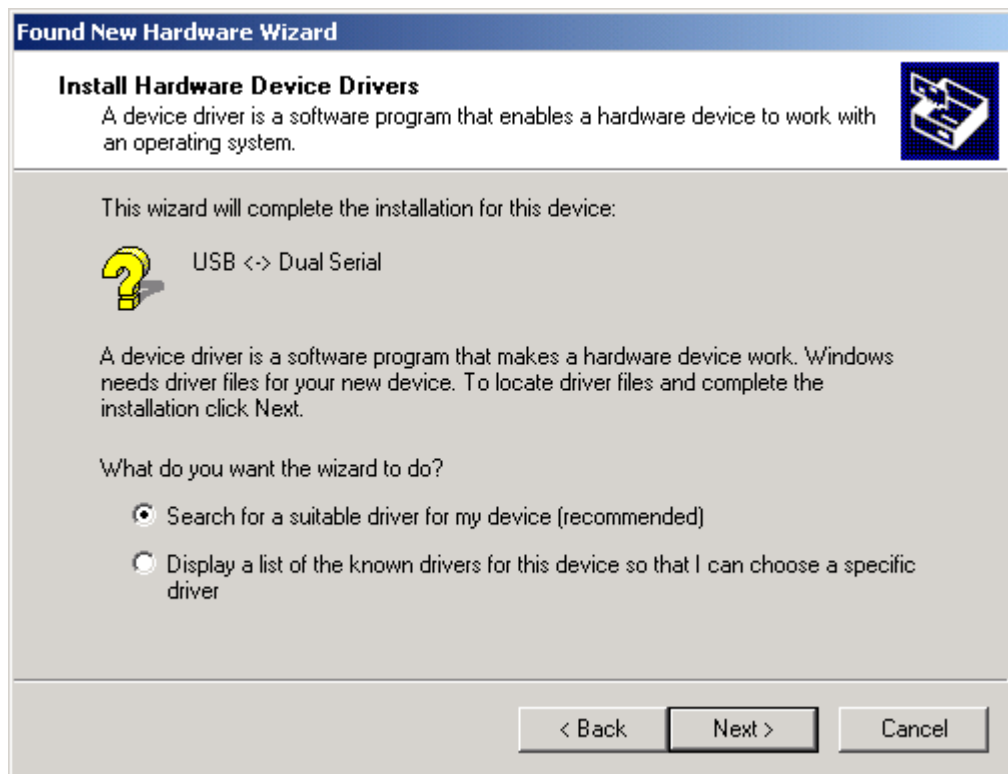 Found New Hardware Wizard
Install Hardware Device Drivers
A device driver is a software program that enables a hardware device to work with
an operating system.
This wizard will complete the installation for this device:
USB <-> Dual Serial
A device driver is a software program that makes a hardware device work. Windows
needs driver files for your new device. To locate driver files and complete the
installation click Next.
What do you want the wizard to do?
Search for a suitable driver for my device (recommended)
Display a list of the known drivers for this device so that I can choose a specific
driver
< Back
Next >
Cancel